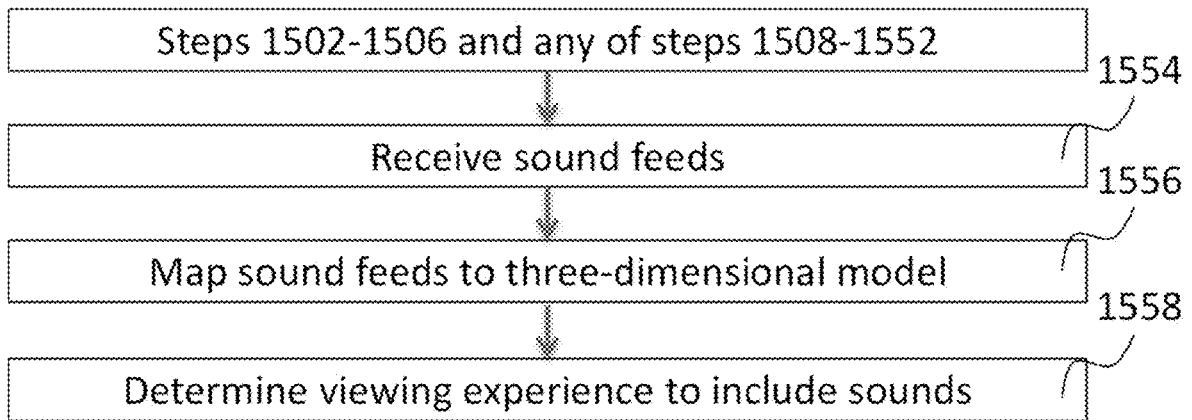 Steps 1502-1506 and any of steps 1508-1552
1554
Receive sound feeds
1556
Map sound feeds to three-dimensional model
1558
Determine viewing experience to include sounds